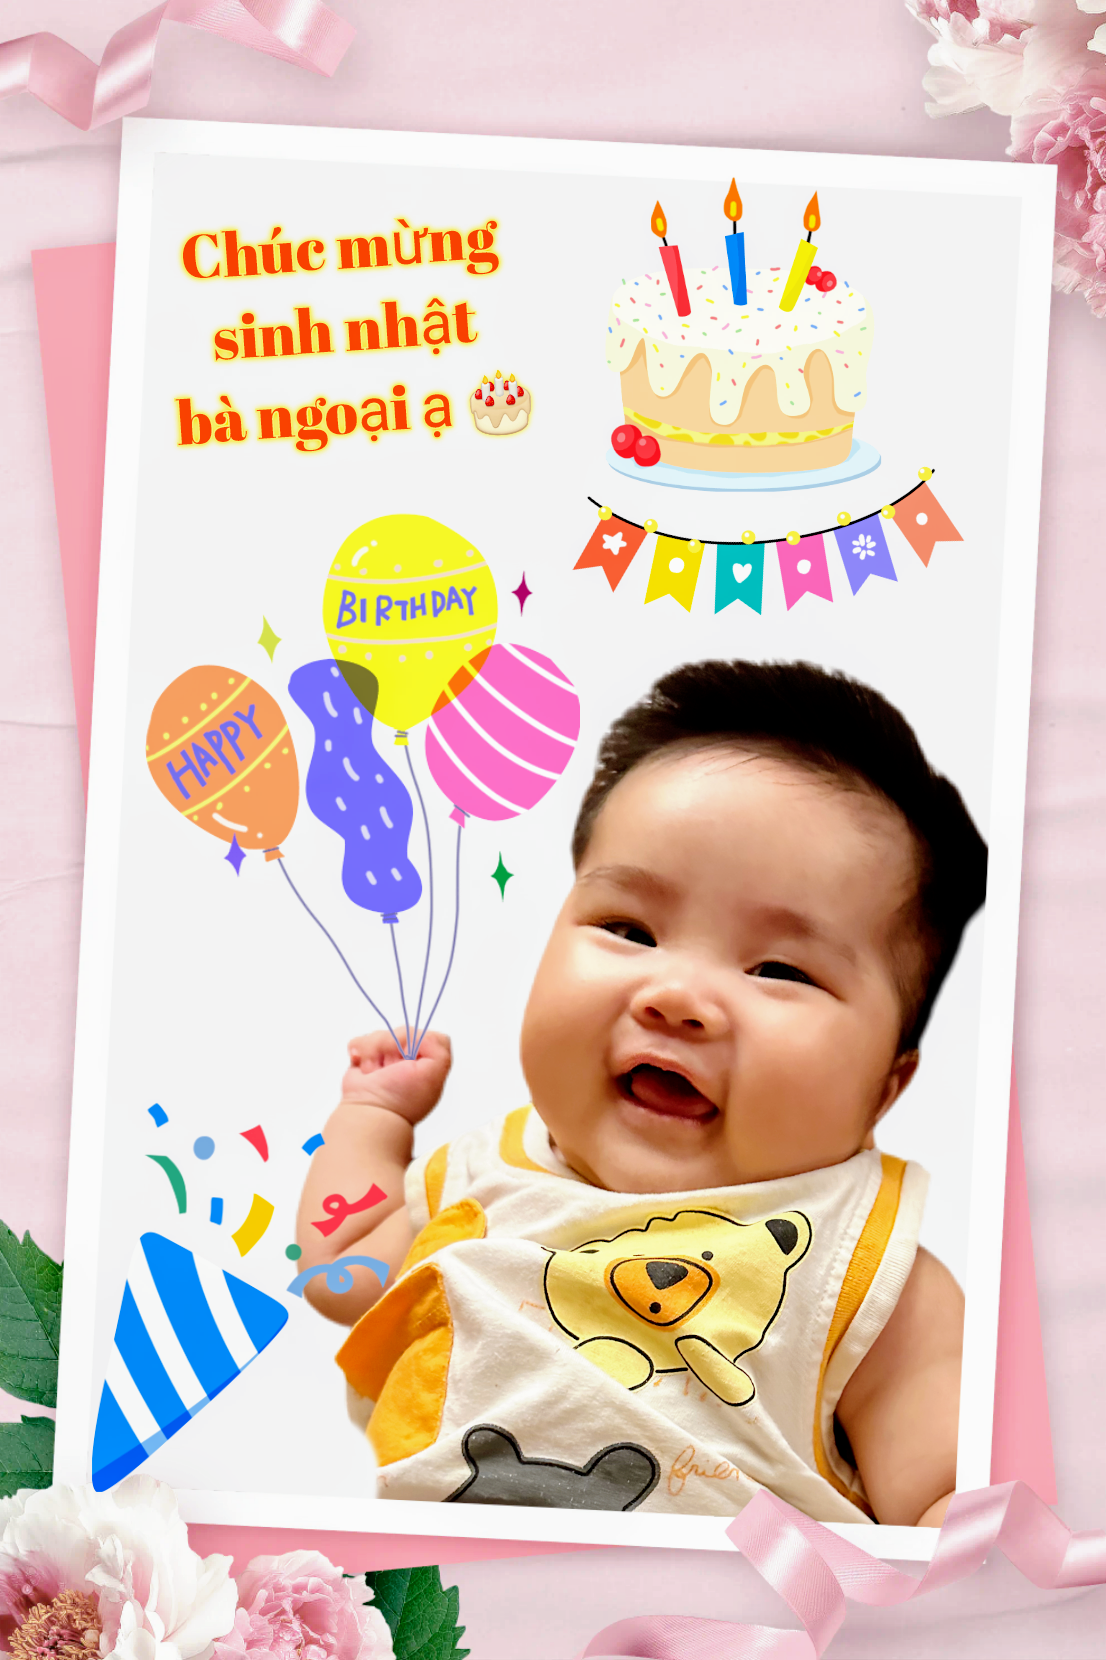 Chúc mừng
sinh nhật
bà ngoại ạ 🎂
BIRTHDAY
HAPPY